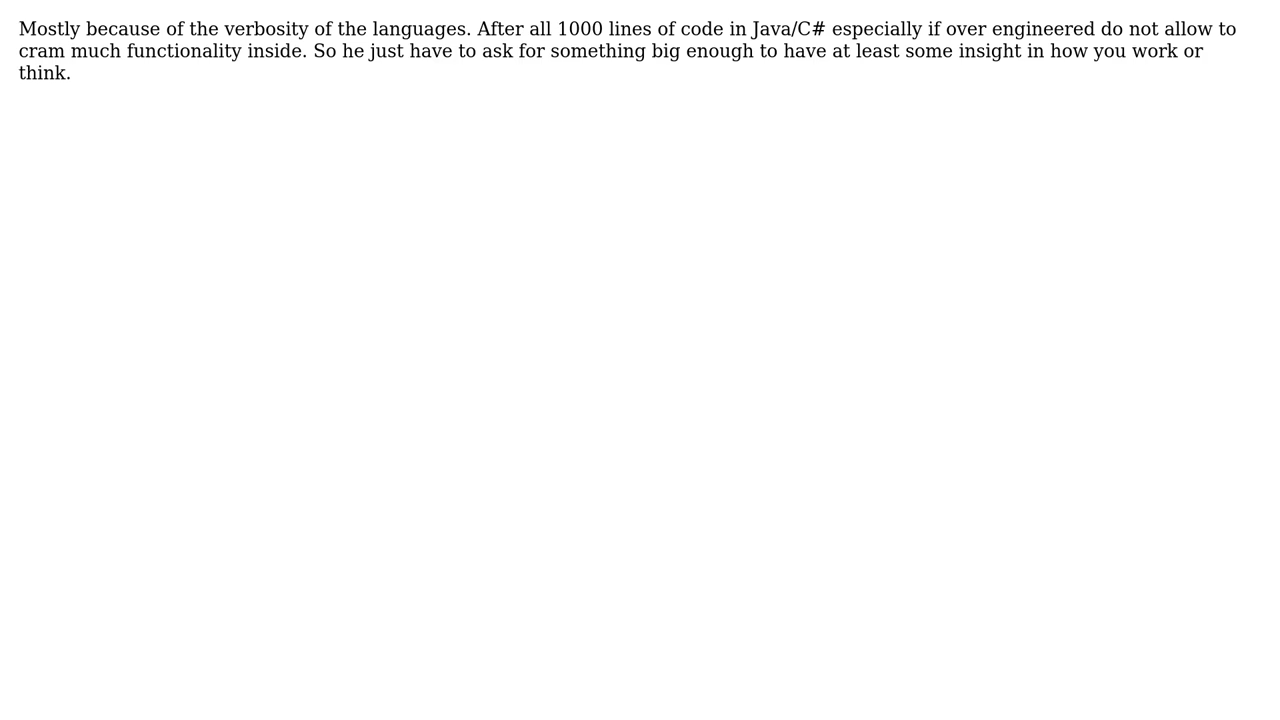 Mostly because of the verbosity of the languages. After all 1000 lines of code in Java/C# especially if over engineered do not allow to
cram much functionality inside. So he just have to ask for something big enough to have at least some insight in how you work or
think.